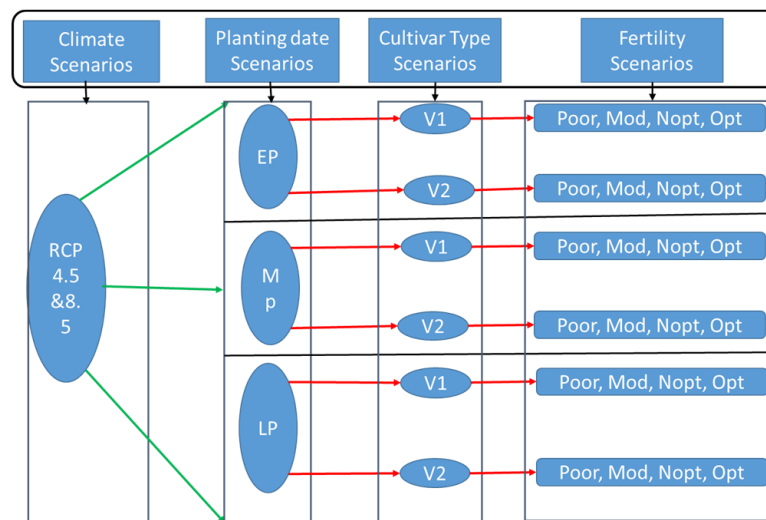 Climate
Scenarios
Planting date
Scenarios
Cultivar Type
Scenarios
Fertility
Scenarios
EP
V1
Poor, Mod, Nopt, Opt
V2
Poor, Mod, Nopt, Opt
RCP
4.5
&8.
5
M
p
V1
Poor, Mod, Nopt, Opt
V2
Poor, Mod, Nopt, Opt
LP
V1
Poor, Mod, Nopt, Opt
V2
Poor, Mod, Nopt, Opt